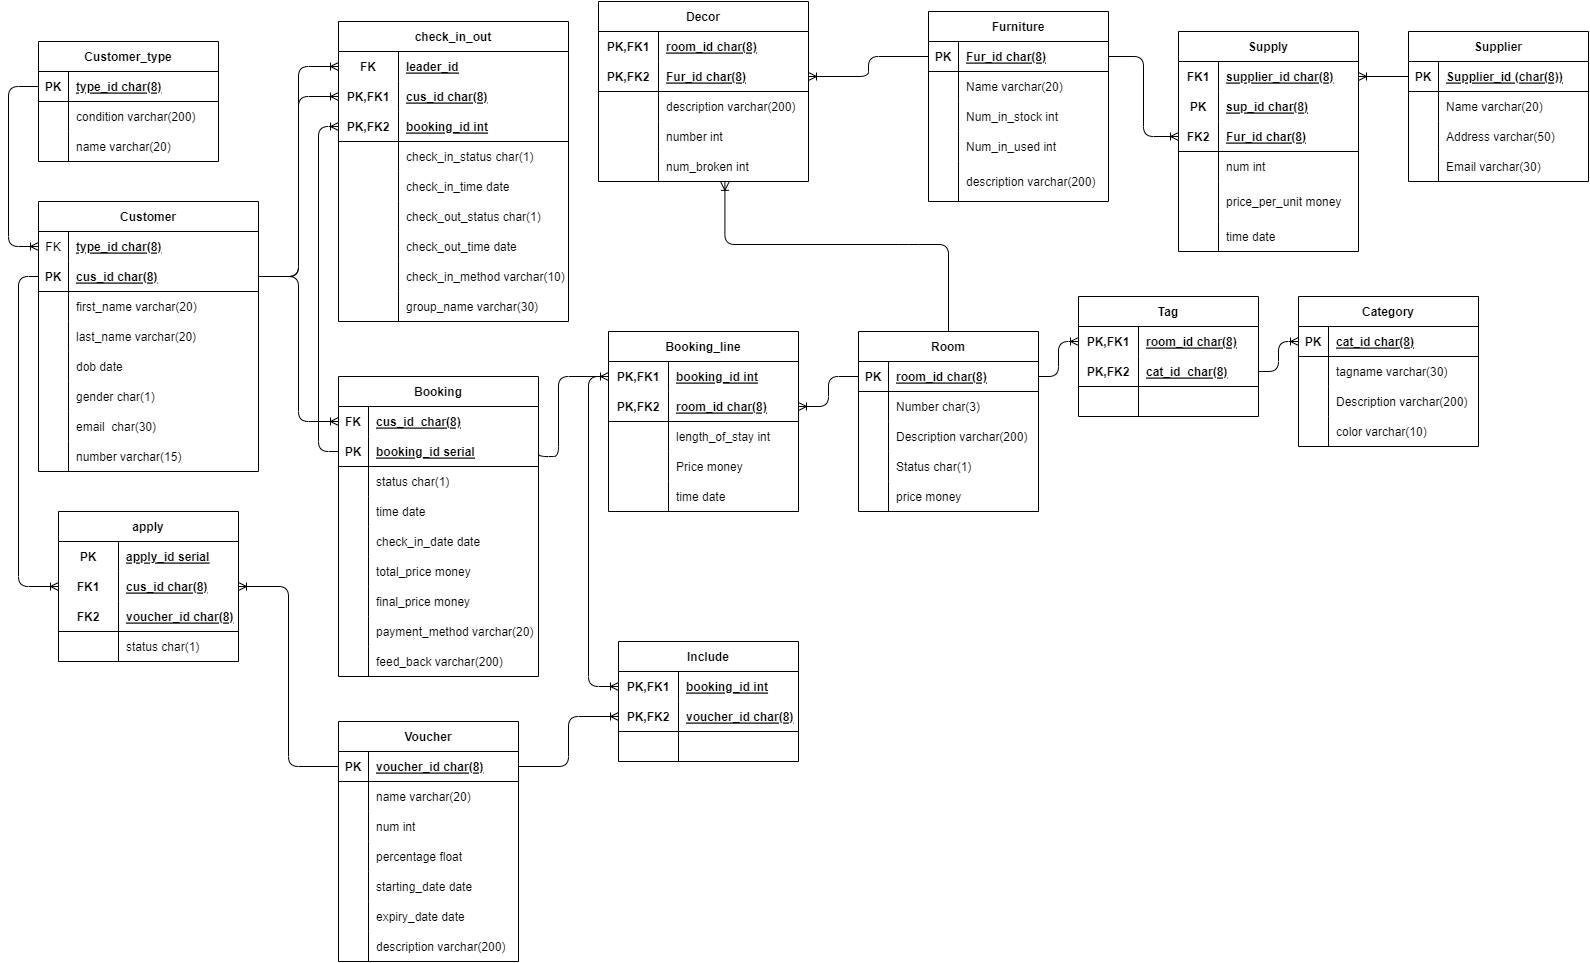 Customer_type
PK type_id char(8)
condition varchar(200)
name varchar(20)
check_in_out
FK leader_id
PK,FK1 cus_id char(8)
PK,FK2 booking_id int
check_in_status char(1)
check_in_time date
check_out_status char(1)
check_out_time date
check_in_method varchar(10)
group_name varchar(30)
Decor
PK,FK1 room_id char(8)
PK,FK2 Fur_id char(8)
description varchar(200)
number int
num_broken int
Furniture
PK Fur_id char(8)
Name varchar(20)
Num_in_stock int
Num_in_used int
description varchar(200)
Supply
FK1 supplier_id char(8)
PK sup_id char(8)
FK2 Fur_id char(8)
num int
price_per_unit money
time date
Supplier
PK Supplier_id (char(8))
Name varchar(20)
Address varchar(50)
Email varchar(30)
Customer
FK type_id char(8)
PK cus_id char(8)
first_name varchar(20)
last_name varchar(20)
dob date
gender char(1)
email char(30)
number varchar(15)
Booking
FK cus_id char(8)
PK booking_id serial
status char(1)
time date
check_in_date date
total_price money
final_price money
payment_method varchar(20)
feed_back varchar(200)
Booking_line
PK,FK1 booking_id int
PK,FK2 room_id char(8)
length_of_stay int
Price money
time date
Room
PK room_id char(8)
Number char(3)
Description varchar(200)
Status char(1)
price money
Tag
PK,FK1 room_id char(8)
PK,FK2 cat_id char(8)
Category
PK cat_id char(8)
tagname varchar(30)
Description varchar(200)
color varchar(10)
apply
PK apply_id serial
FK1 cus_id char(8)
FK2 voucher_id char(8)
status char(1)
Include
PK,FK1 booking_id int
PK,FK2 voucher_id char(8)
Voucher
PK voucher_id char(8)
name varchar(20)
num int
percentage float
starting_date date
expiry_date date
description varchar(200)